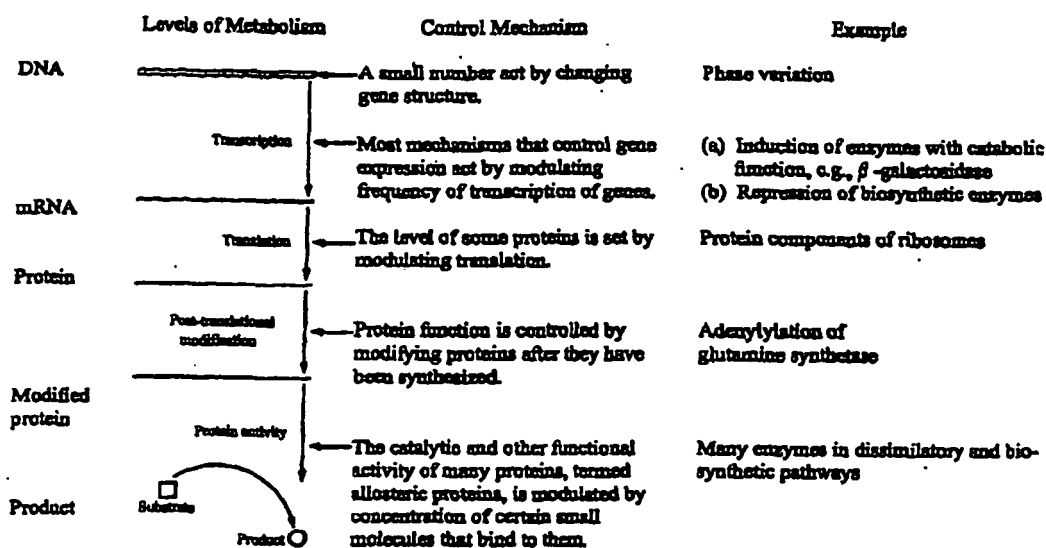 Levels of Metabolism Control Mechanism Example
DNA A small number act by changing Phase variation
gene structure.
Transcription Most mechanisms that control gene (a) Induction of enzymes with catabolic
expression act by modulating function, e.g., β-galactosidase
frequency of transcription of genes. (b) Repression of biosynthetic enzymes
mRNA
Translation The level of some proteins is set by Protein components of ribosomes
modulating translation.
Protein
Post-translational Protein function is controlled by Adenylylation of
modification modifying proteins after they have glutamine synthetase
been synthesized.
Modified
protein
Protein activity The catalytic and other functional Many enzymes in dissimilatory and bio-
activity of many proteins, termed synthetic pathways
allosteric proteins, is modulated by
Product Substrate concentration of certain small
Product molecules that bind to them.